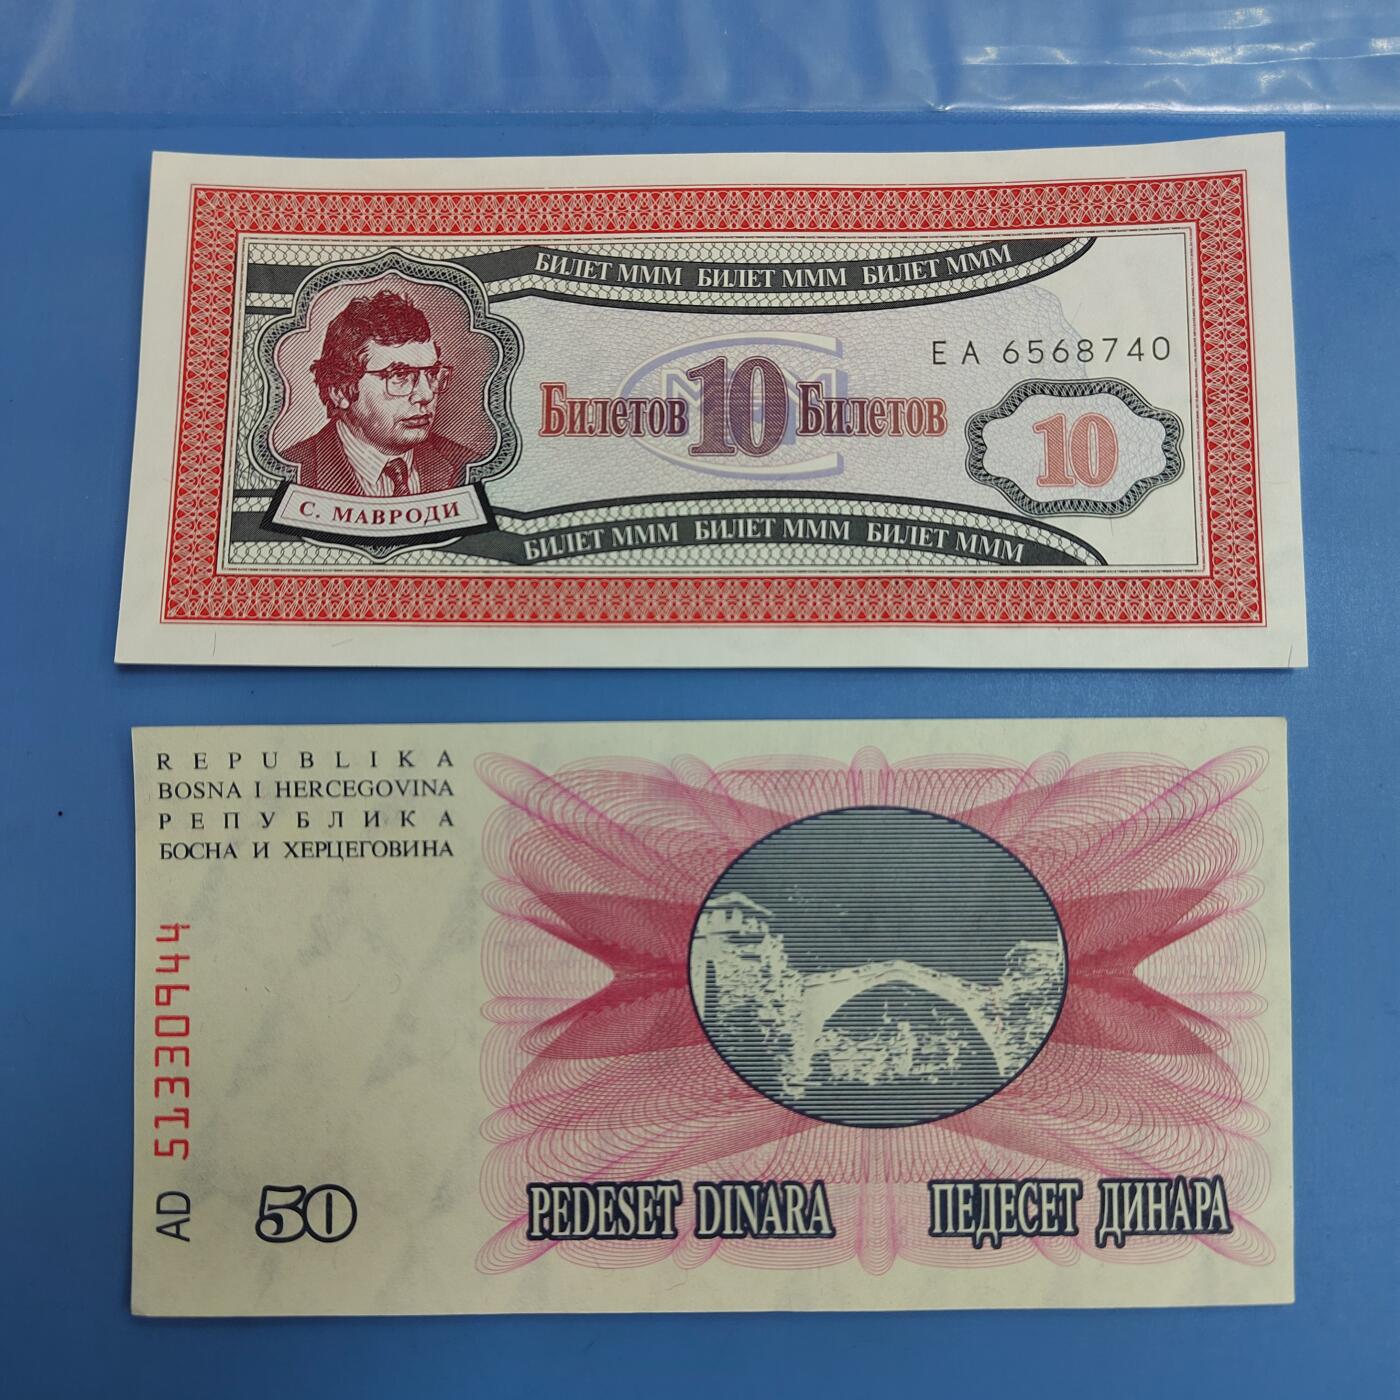 БИЛЕТ МММ БИЛЕТ МММ БИЛЕТ МММ
ЕА 6568740
Билетов 10 Билетов
10
С. МАВРОДИ
БИЛЕТ МММ БИЛЕТ МММ БИЛЕТ МММ
REPUBLIKA
BOSNA I HERCEGOVINA
РЕПУБЛИКА
БОСНА И ХЕРЦЕГОВИНА
AD 51330944
50
PEDESET DINARA ПЕДЕСЕТ ДИНАРА